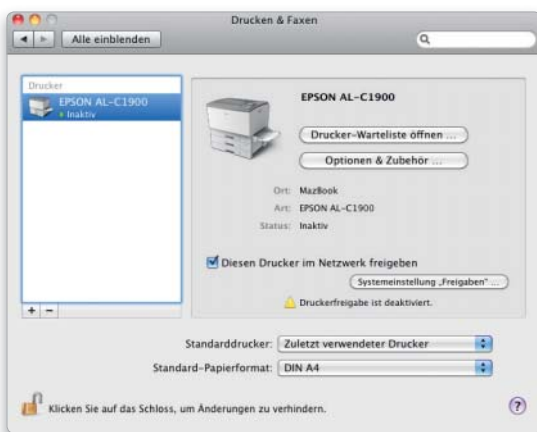 Drucken & Faxen
Alle einblenden
Drucker
EPSON AL-C1900
Inaktiv
EPSON AL-C1900
Drucker-Warteliste öffnen ...
Optionen & Zubehör ...
Ort: MazBook
Art: EPSON AL-C1900
Status: Inaktiv
Diesen Drucker im Netzwerk freigeben
Systemeinstellung „Freigaben“ ...
Druckerfreigabe ist deaktiviert.
+ −
Standarddrucker: Zuletzt verwendeter Drucker
Standard-Papierformat: DIN A4
Klicken Sie auf das Schloss, um Änderungen zu verhindern.
?